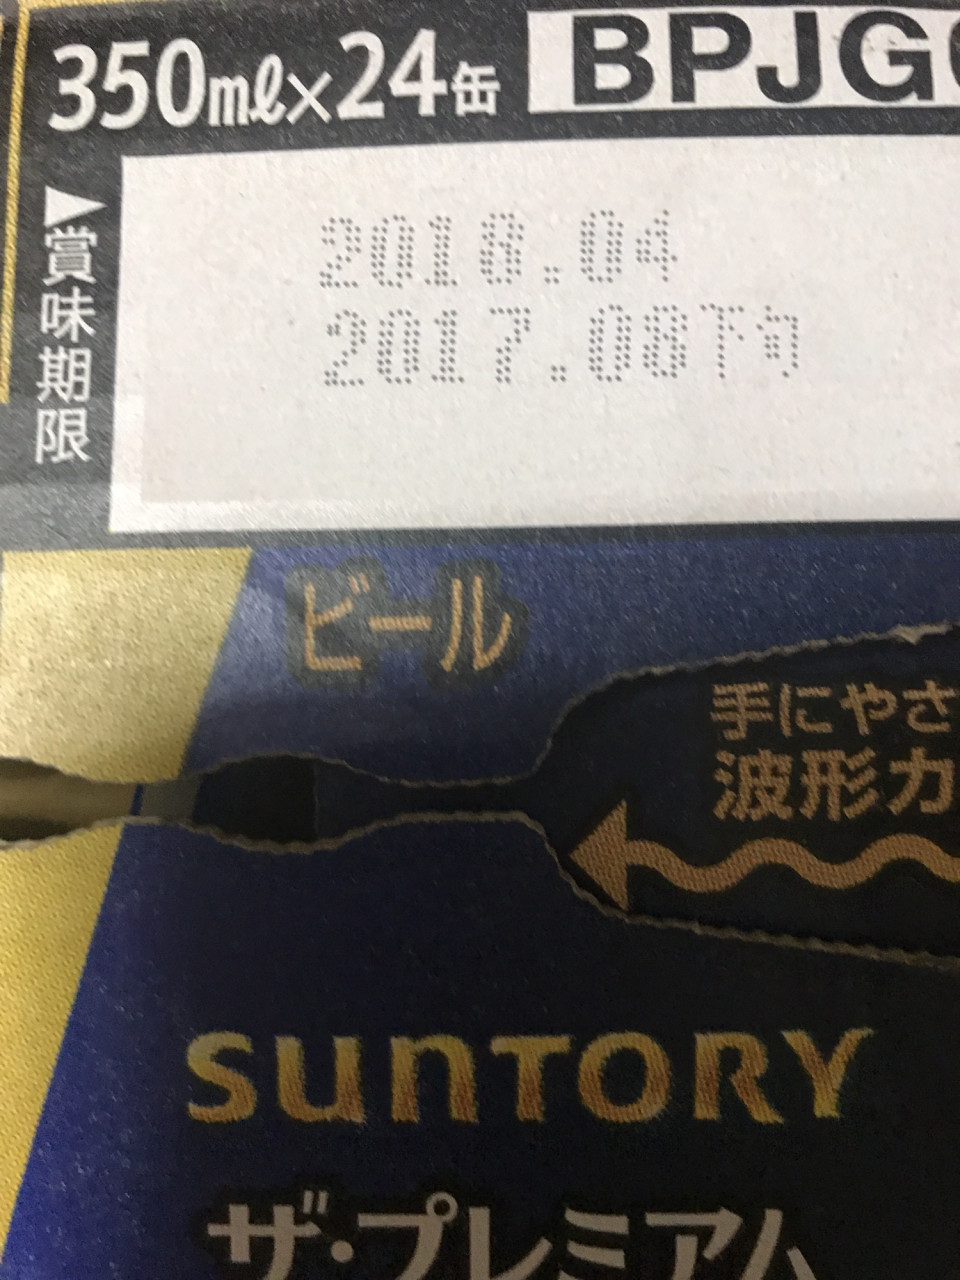 350mℓ×24缶
BPJG
▶賞味期限
2018.04
2017.08下旬
ビール
手にやさ
波形カ
SUNTORY
ザ・プレミアム